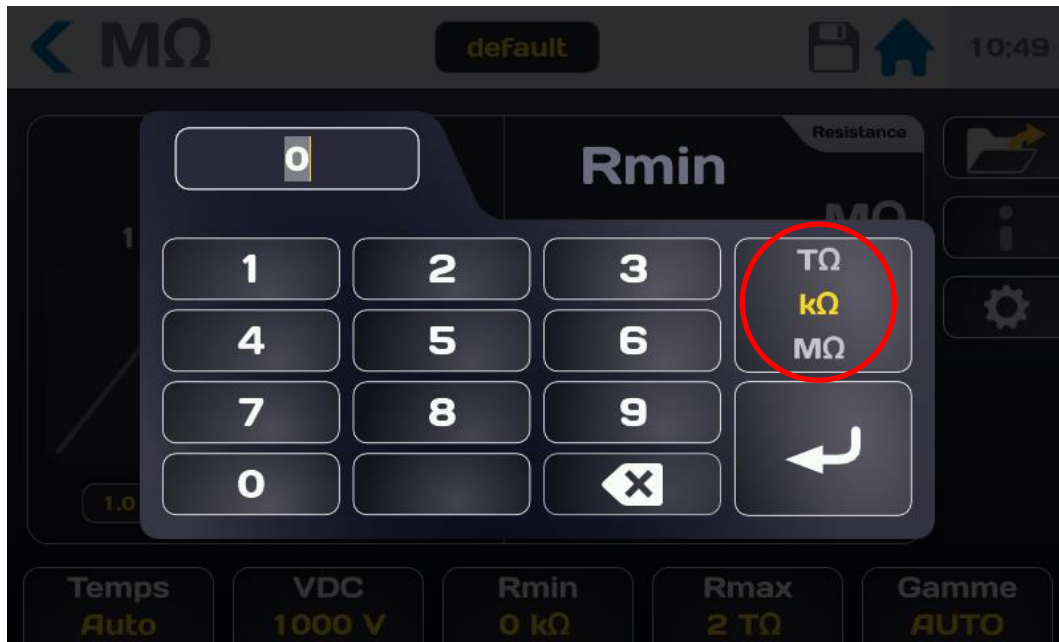 MΩ default 10:49
Resistance
0 Rmin
MΩ
1
1 2 3 TΩ
kΩ
4 5 6 MΩ
7 8 9
0
1.0
Temps VDC Rmin Rmax Gamme
Auto 1000 V 0 kΩ 2 TΩ AUTO